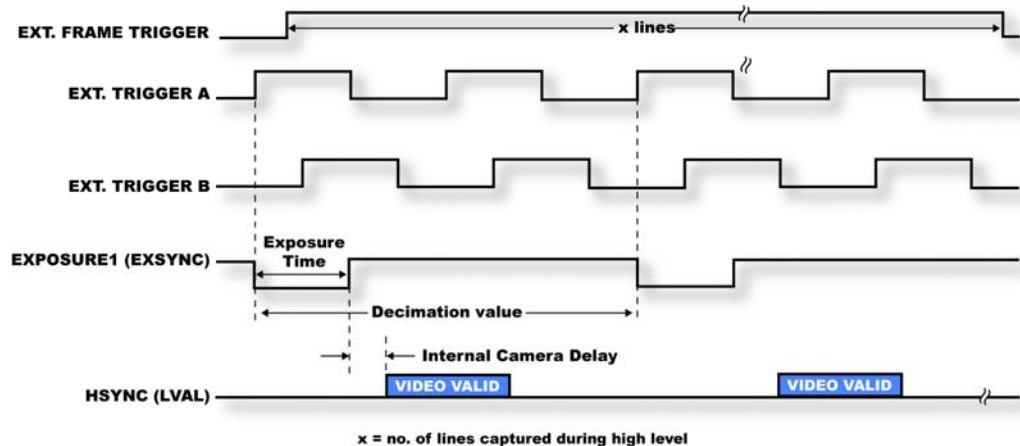 EXT. FRAME TRIGGER
x lines
EXT. TRIGGER A
EXT. TRIGGER B
EXPOSURE1 (EXSYNC)
Exposure
Time
Decimation value
Internal Camera Delay
HSYNC (LVAL)
VIDEO VALID
VIDEO VALID
x = no. of lines captured during high level